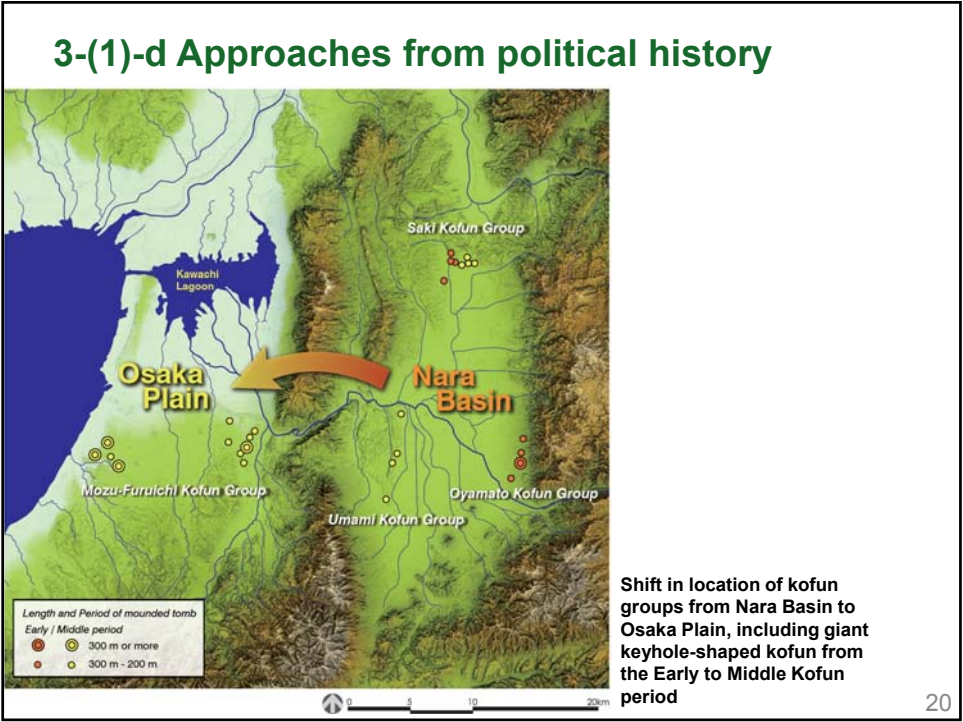 3-(1)-d Approaches from political history
Saki Kofun Group
Kawachi
Lagoon
Osaka
Plain
Nara
Basin
Mozu-Furuichi Kofun Group
Oyamato Kofun Group
Umami Kofun Group
Length and Period of mounded tomb
Early / Middle period
300 m or more
300 m - 200 m
0 5 10 20km
Shift in location of kofun
groups from Nara Basin to
Osaka Plain, including giant
keyhole-shaped kofun from
the Early to Middle Kofun
period
20